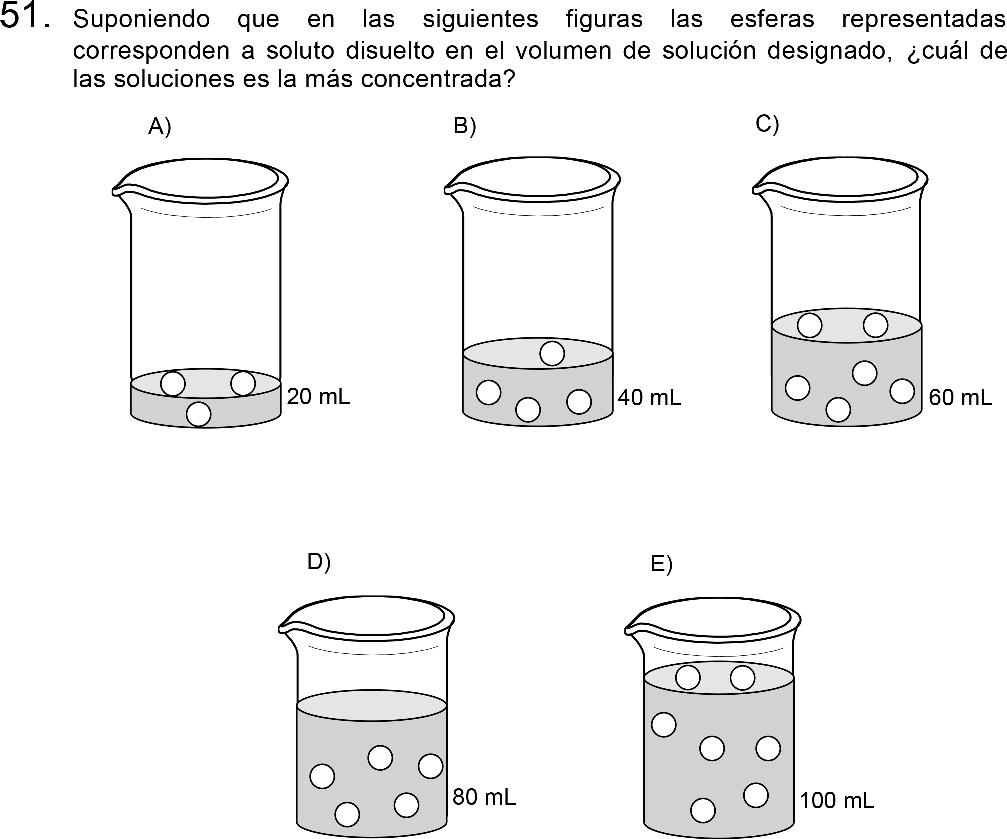 51. Suponiendo que en las siguientes figuras las esferas representadas
corresponden a soluto disuelto en el volumen de solución designado, ¿cuál de
las soluciones es la más concentrada?
A)
B)
C)
20 mL
40 mL
60 mL
D)
E)
80 mL
100 mL